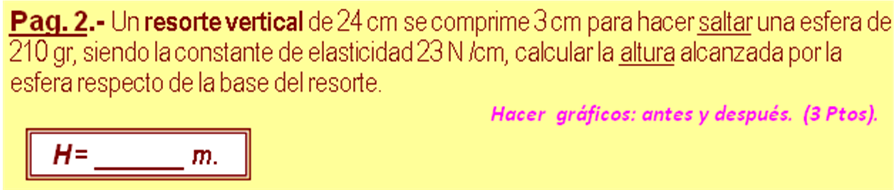 Pag. 2.- Un resorte vertical de 24 cm se comprime 3 cm para hacer saltar una esfera de
210 gr, siendo la constante de elasticidad 23 N /cm, calcular la altura alcanzada por la
esfera respecto de la base del resorte.
Hacer gráficos: antes y después. (3 Ptos).
H= ______ m.